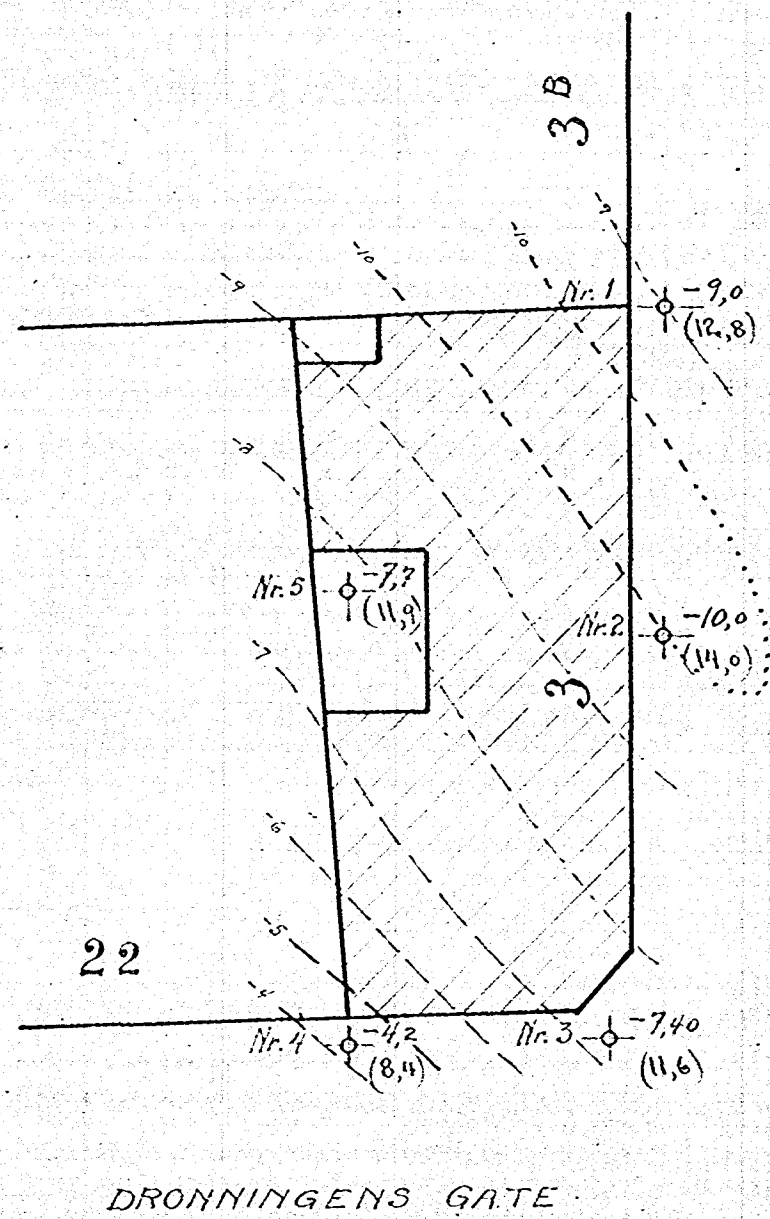 3 B
-9
-10
-10
-9
Nr. 1 -9,0
(12,8)
-8
Nr. 5 -7,7
(11,9)
Nr. 2 -10,0
(14,0)
-7
3
-6
-5
22
-4
Nr. 4 -4,2
(8,4)
Nr. 3 -7,40
(11,6)
DRONNINGENS GATE